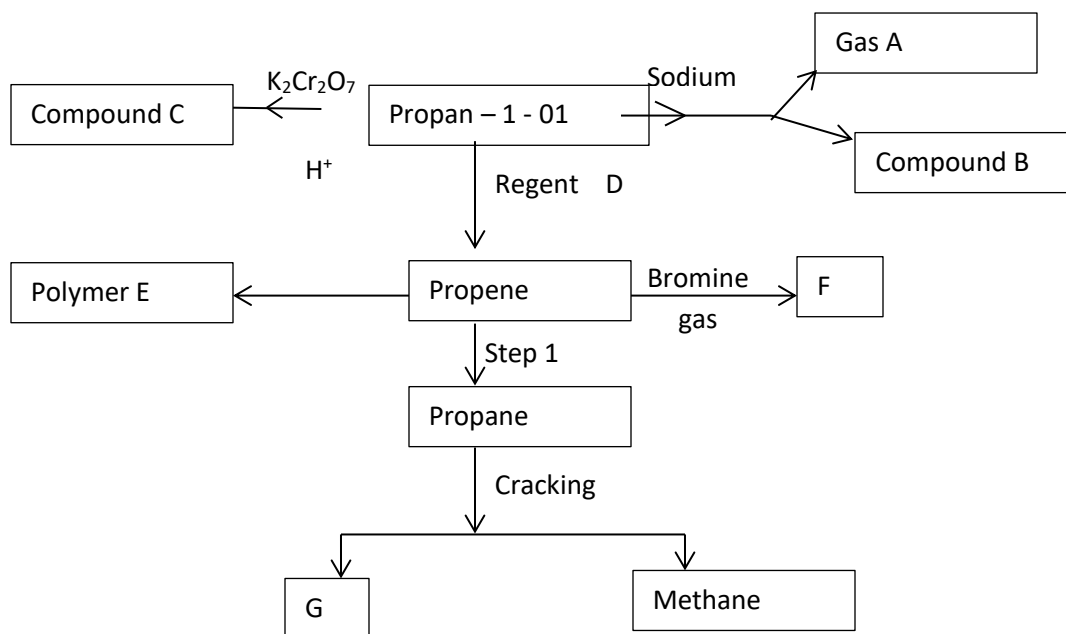 Gas A
K₂Cr₂O₇
Sodium
Compound C
Propan – 1 - 01
Compound B
H⁺
Regent D
Polymer E
Propene
Bromine
gas
F
Step 1
Propane
Cracking
G
Methane